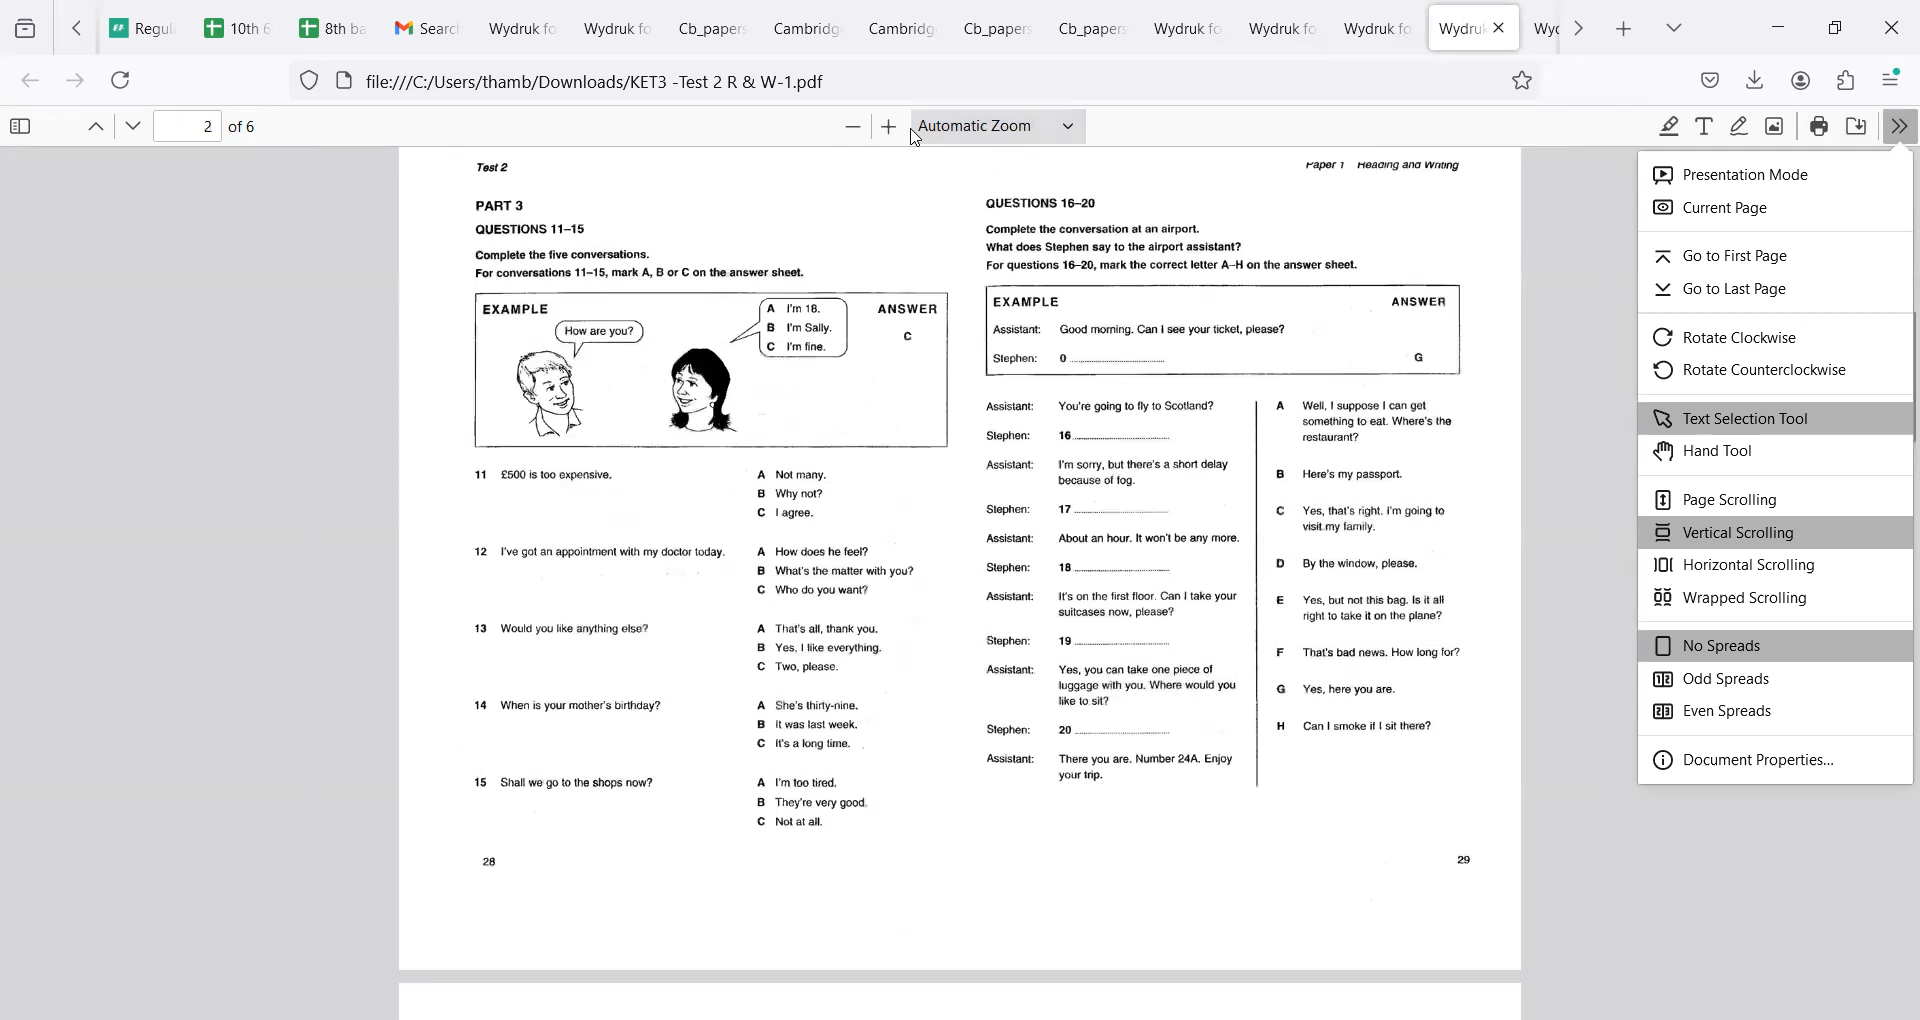 Regul
10th 6
8th ba
Search
Wydruk fo
Wydruk fo
Cb_papers
Cambridg
Cambridg
Cb_papers
Cb_papers
Wydruk fo
Wydruk fo
Wydruk fo
Wydru
Wyd
file:///C:/Users/thamb/Downloads/KET3 -Test 2 R & W-1.pdf
2 of 6
Automatic Zoom
Test 2
Paper 1 Reading and Writing
PART 3
QUESTIONS 11–15
Complete the five conversations.
For conversations 11–15, mark A, B or C on the answer sheet.
EXAMPLE ANSWER
How are you?
A I'm 18.
B I'm Sally.
C I'm fine.
C
11 £500 is too expensive.
A Not many.
B Why not?
C I agree.
12 I've got an appointment with my doctor today.
A How does he feel?
B What's the matter with you?
C Who do you want?
13 Would you like anything else?
A That's all, thank you.
B Yes, I like everything.
C Two, please.
14 When is your mother's birthday?
A She's thirty-nine.
B It was last week.
C It's a long time.
15 Shall we go to the shops now?
A I'm too tired.
B They're very good.
C Not at all.
28
QUESTIONS 16–20
Complete the conversation at an airport.
What does Stephen say to the airport assistant?
For questions 16–20, mark the correct letter A–H on the answer sheet.
EXAMPLE ANSWER
Assistant: Good morning. Can I see your ticket, please?
Stephen: 0 .............................. G
Assistant: You're going to fly to Scotland?
Stephen: 16 ..............................
Assistant: I'm sorry, but there's a short delay
because of fog.
Stephen: 17 ..............................
Assistant: About an hour. It won't be any more.
Stephen: 18 ..............................
Assistant: It's on the first floor. Can I take your
suitcases now, please?
Stephen: 19 ..............................
Assistant: Yes, you can take one piece of
luggage with you. Where would you
like to sit?
Stephen: 20 ..............................
Assistant: There you are. Number 24A. Enjoy
your trip.
A Well, I suppose I can get
something to eat. Where's the
restaurant?
B Here's my passport.
C Yes, that's right. I'm going to
visit my family.
D By the window, please.
E Yes, but not this bag. Is it all
right to take it on the plane?
F That's bad news. How long for?
G Yes, here you are.
H Can I smoke if I sit there?
29
Presentation Mode
Current Page
Go to First Page
Go to Last Page
Rotate Clockwise
Rotate Counterclockwise
Text Selection Tool
Hand Tool
Page Scrolling
Vertical Scrolling
Horizontal Scrolling
Wrapped Scrolling
No Spreads
Odd Spreads
Even Spreads
Document Properties...